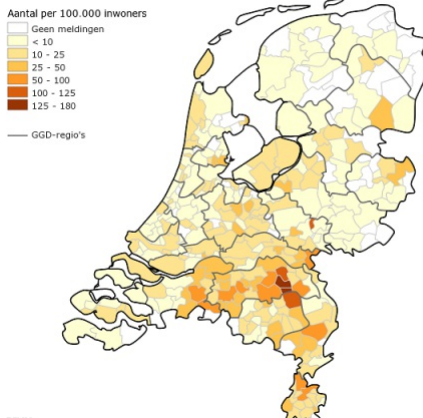 Aantal per 100.000 inwoners
Geen meldingen
< 10
10 - 25
25 - 50
50 - 100
100 - 125
125 - 180
GGD-regio's